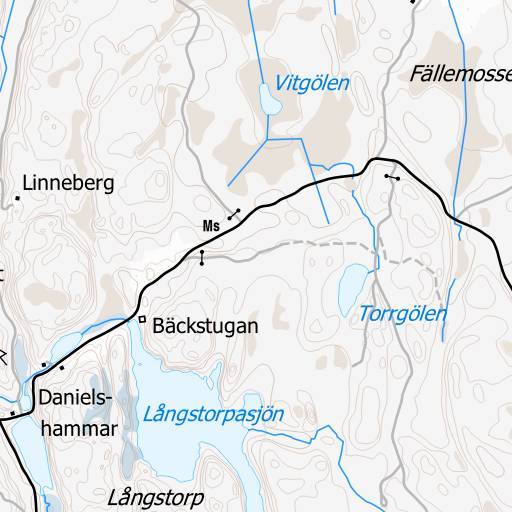 Vitgölen
Fällemosse
Linneberg
Ms
Torrgölen
Bäckstugan
Daniels-
hammar
Långstorpasjön
Långstorp